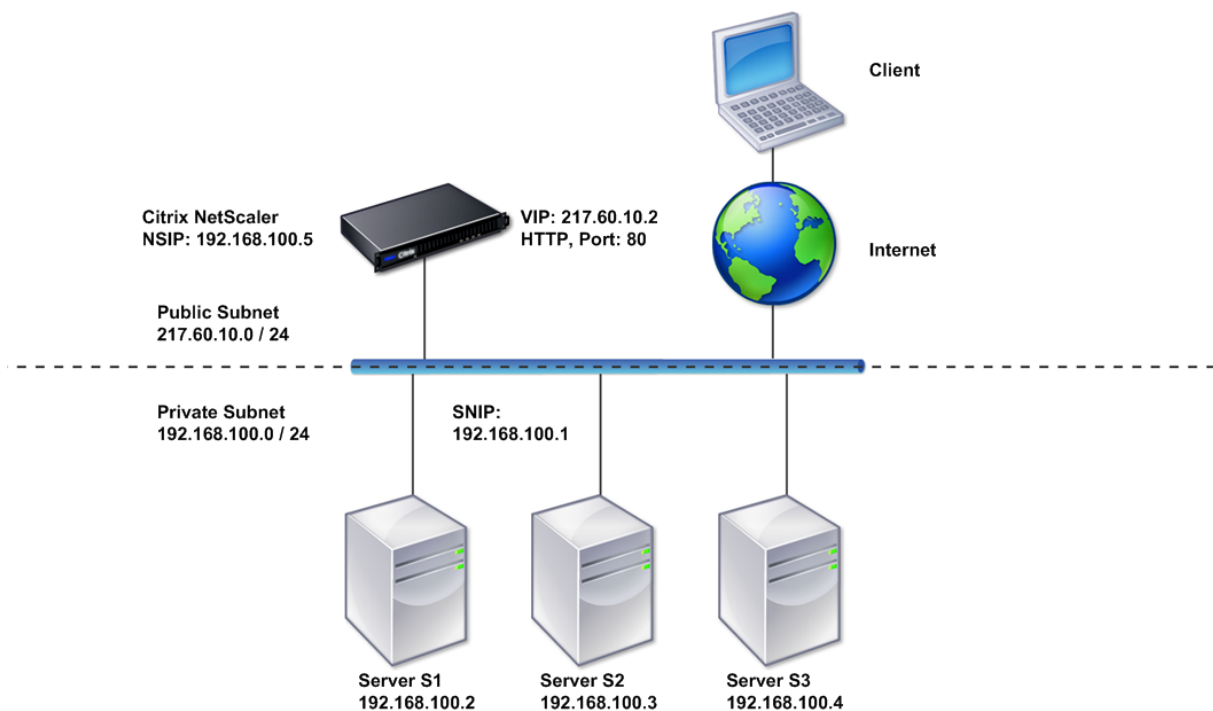 Client
Citrix NetScaler
NSIP: 192.168.100.5
VIP: 217.60.10.2
HTTP, Port: 80
Internet
Public Subnet
217.60.10.0 / 24
Private Subnet
192.168.100.0 / 24
SNIP:
192.168.100.1
Server S1
192.168.100.2
Server S2
192.168.100.3
Server S3
192.168.100.4